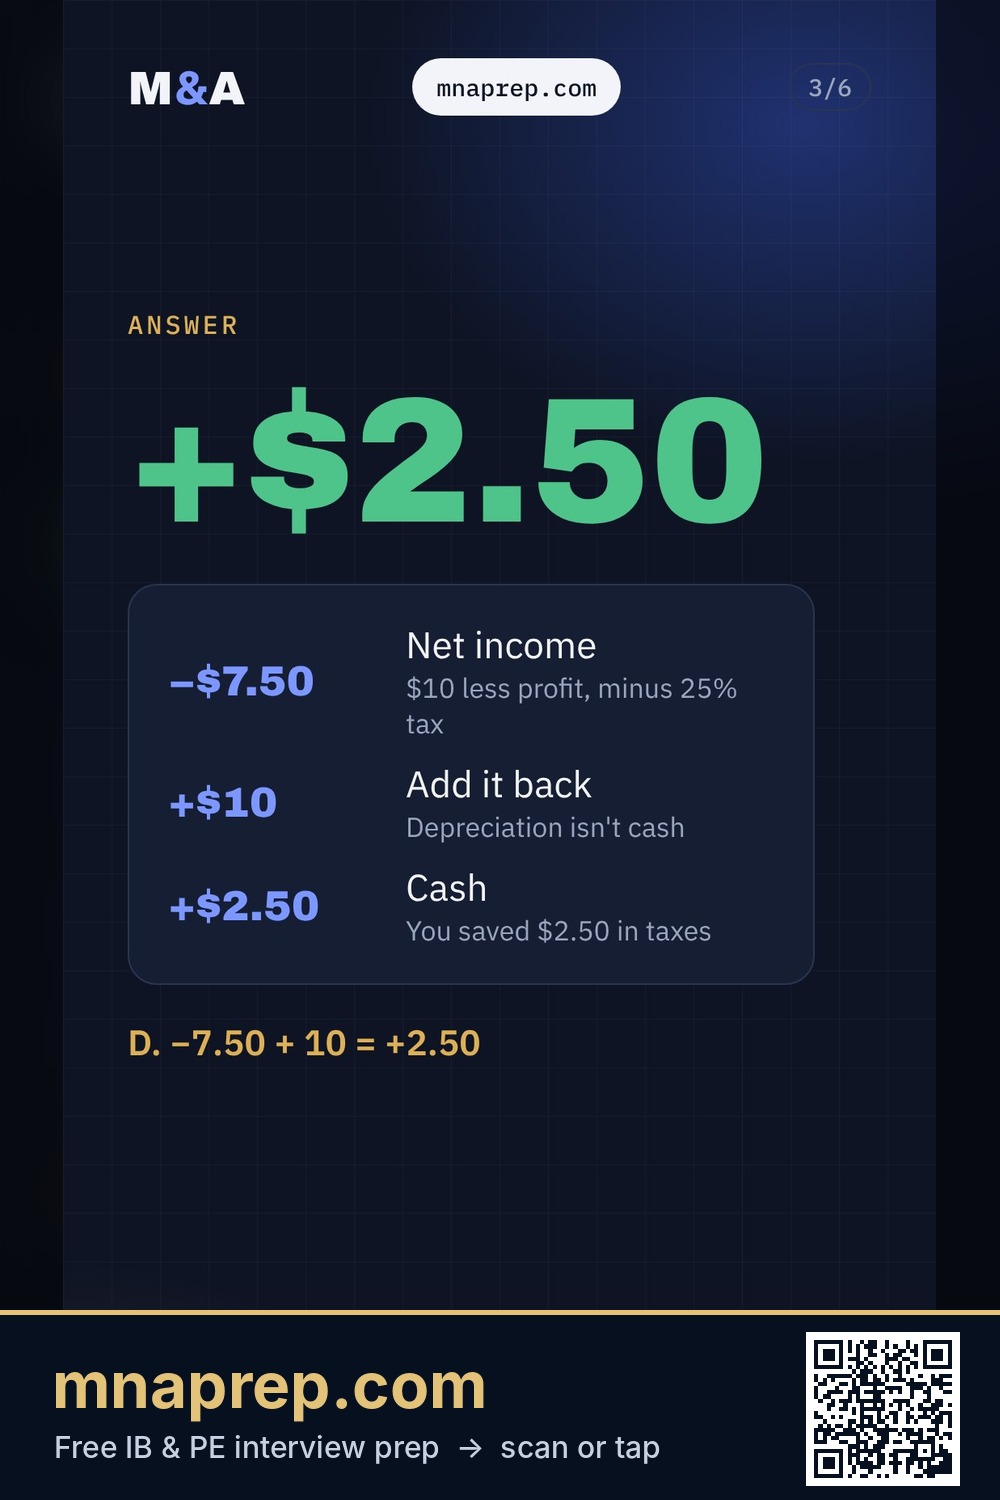 M&A
mnaprep.com
3/6
ANSWER
+$2.50
–$7.50
Net income
$10 less profit, minus 25%
tax
+$10
Add it back
Depreciation isn't cash
+$2.50
Cash
You saved $2.50 in taxes
D. –7.50 + 10 = +2.50
mnaprep.com
Free IB & PE interview prep → scan or tap